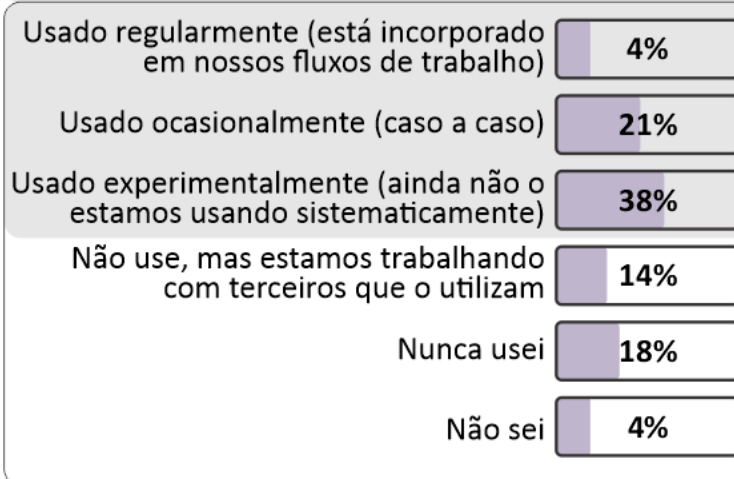 Usado regularmente (está incorporado
em nossos fluxos de trabalho)
4%
Usado ocasionalmente (caso a caso)
21%
Usado experimentalmente (ainda não o
estamos usando sistematicamente)
38%
Não use, mas estamos trabalhando
com terceiros que o utilizam
14%
Nunca usei
18%
Não sei
4%